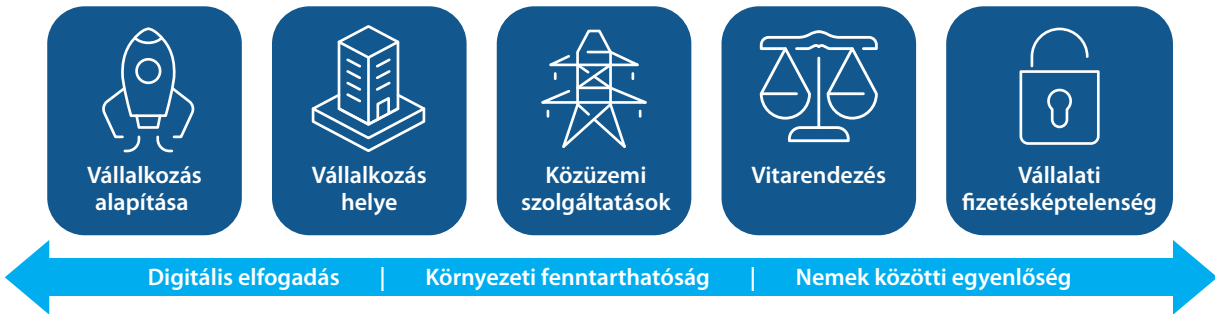 Vállalkozás
alapítása
Vállalkozás
helye
Közüzemi
szolgáltatások
Vitarendezés
Vállalati
fizetésképtelenség
Digitális elfogadás | Környezeti fenntarthatóság | Nemek közötti egyenlőség